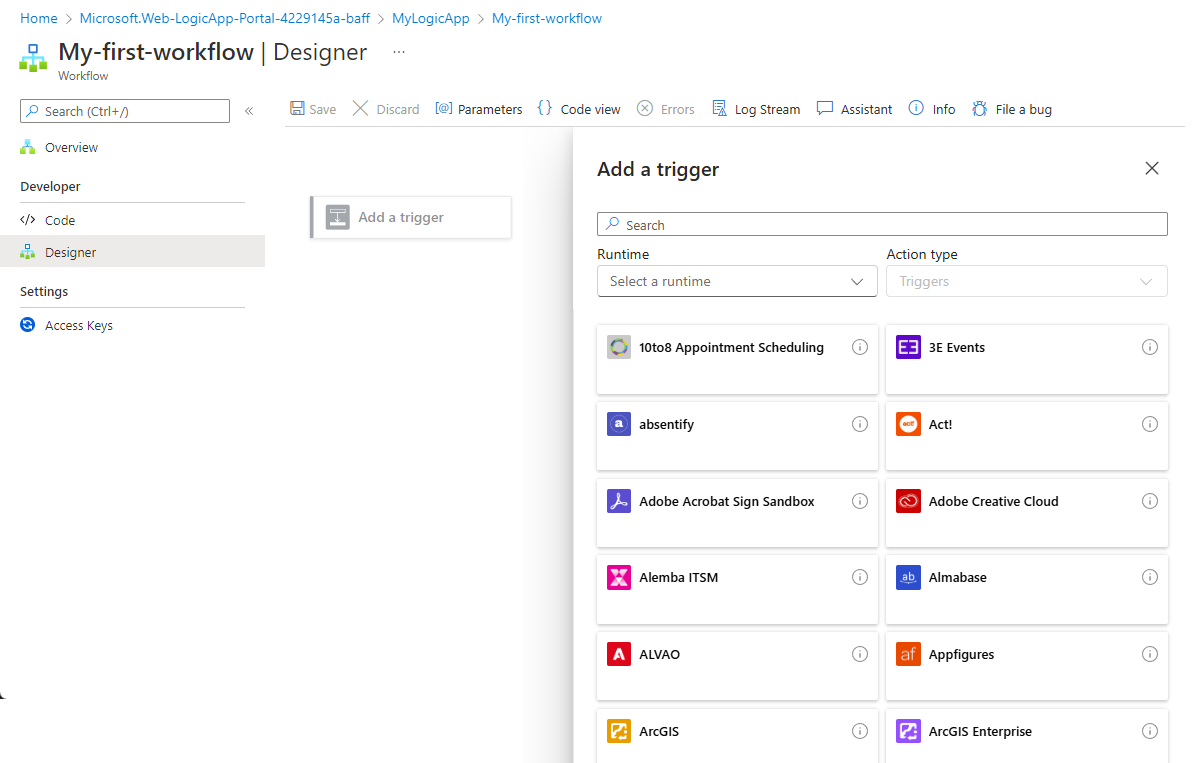 Home > Microsoft.Web-LogicApp-Portal-4229145a-baff > MyLogicApp > My-first-workflow
My-first-workflow | Designer ...
Workflow
Search (Ctrl+/) «
Overview
Developer
Code
Designer
Settings
Access Keys
Save Discard Parameters Code view Errors Log Stream Assistant Info File a bug
Add a trigger
Add a trigger
Search
Runtime Action type
Select a runtime Triggers
10to8 Appointment Scheduling 3E Events
absentify Act!
Adobe Acrobat Sign Sandbox Adobe Creative Cloud
Alemba ITSM Almabase
ALVAO Appfigures
ArcGIS ArcGIS Enterprise